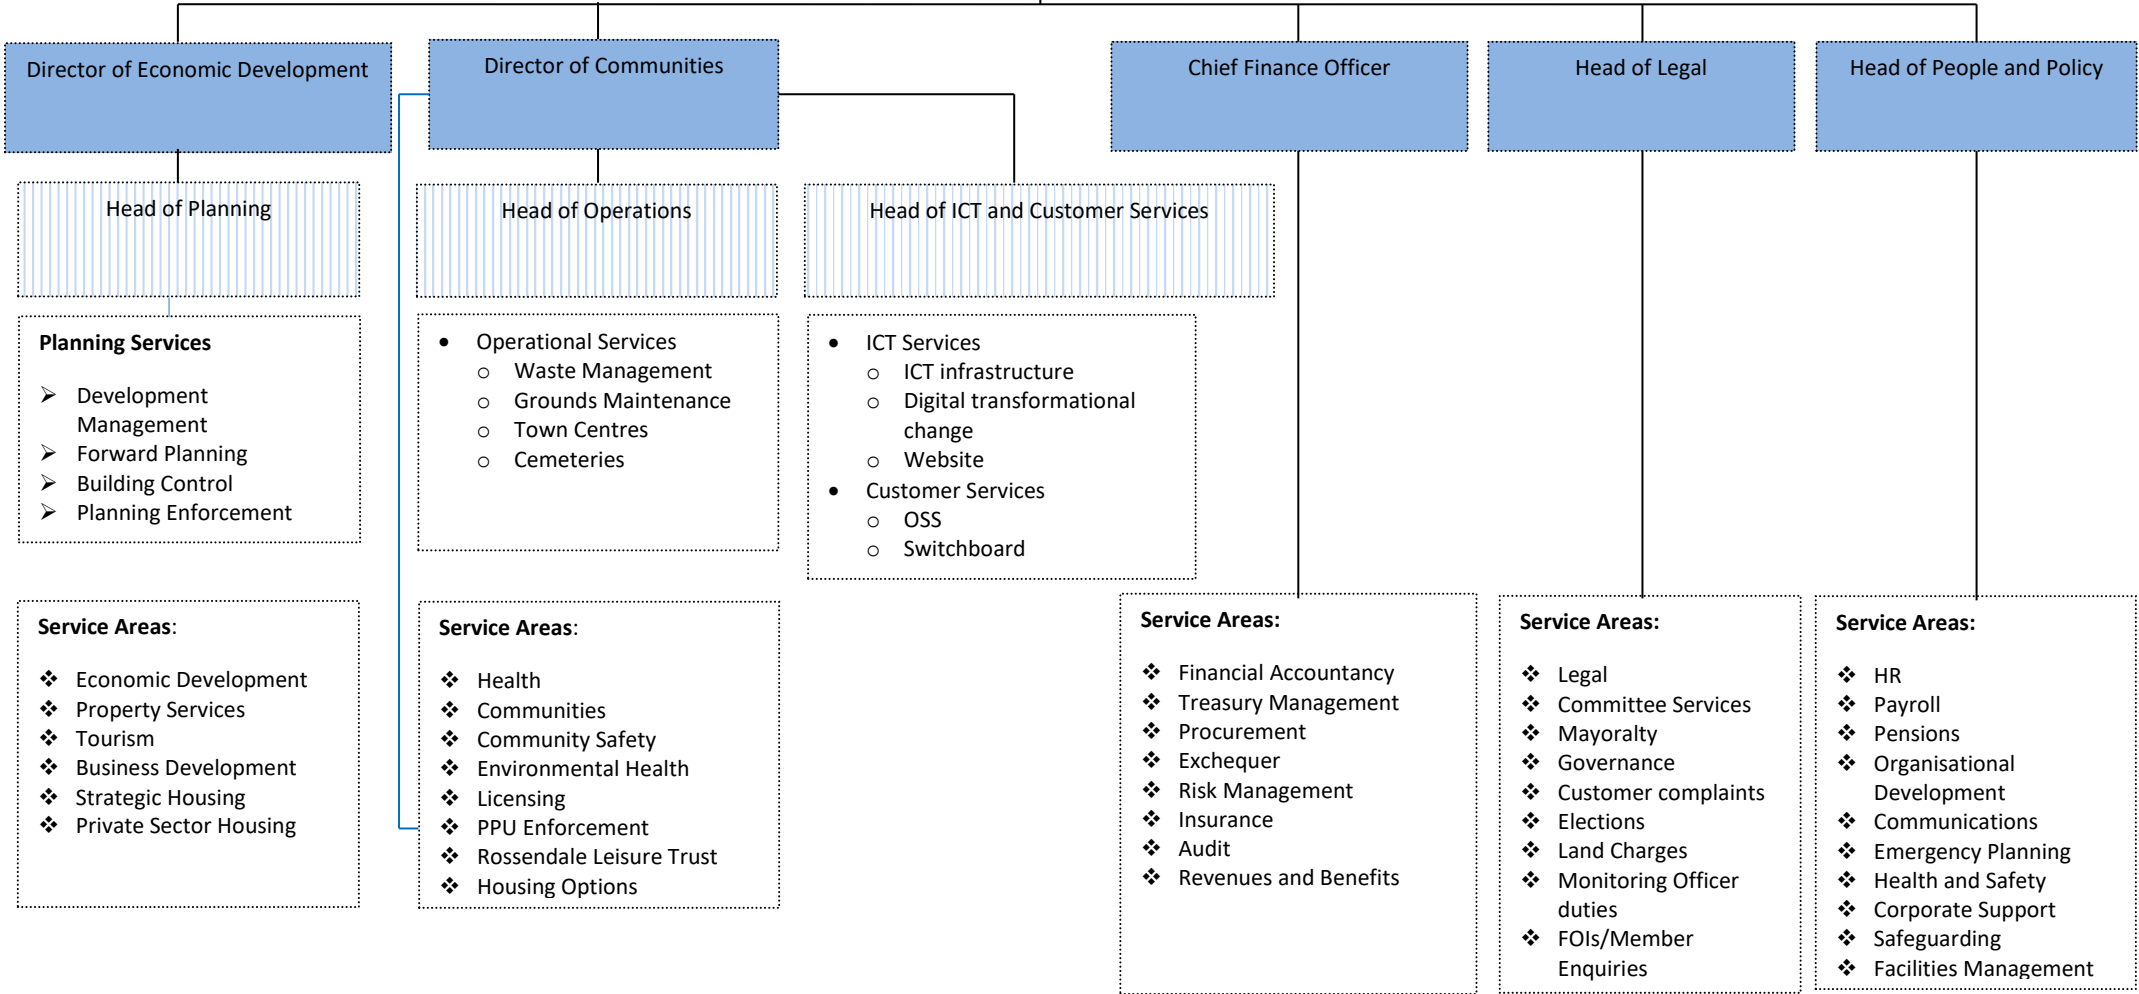 Director of Economic Development
Director of Communities
Chief Finance Officer
Head of Legal
Head of People and Policy
Head of Planning
Head of Operations
Head of ICT and Customer Services
Planning Services
Development
Management
Forward Planning
Building Control
Planning Enforcement
Operational Services
Waste Management
Grounds Maintenance
Town Centres
Cemeteries
ICT Services
ICT infrastructure
Digital transformational
change
Website
Customer Services
OSS
Switchboard
Service Areas:
Economic Development
Property Services
Tourism
Business Development
Strategic Housing
Private Sector Housing
Service Areas:
Health
Communities
Community Safety
Environmental Health
Licensing
PPU Enforcement
Rossendale Leisure Trust
Housing Options
Service Areas:
Financial Accountancy
Treasury Management
Procurement
Exchequer
Risk Management
Insurance
Audit
Revenues and Benefits
Service Areas:
Legal
Committee Services
Mayoralty
Governance
Customer complaints
Elections
Land Charges
Monitoring Officer
duties
FOIs/Member
Enquiries
Service Areas:
HR
Payroll
Pensions
Organisational
Development
Communications
Emergency Planning
Health and Safety
Corporate Support
Safeguarding
Facilities Management